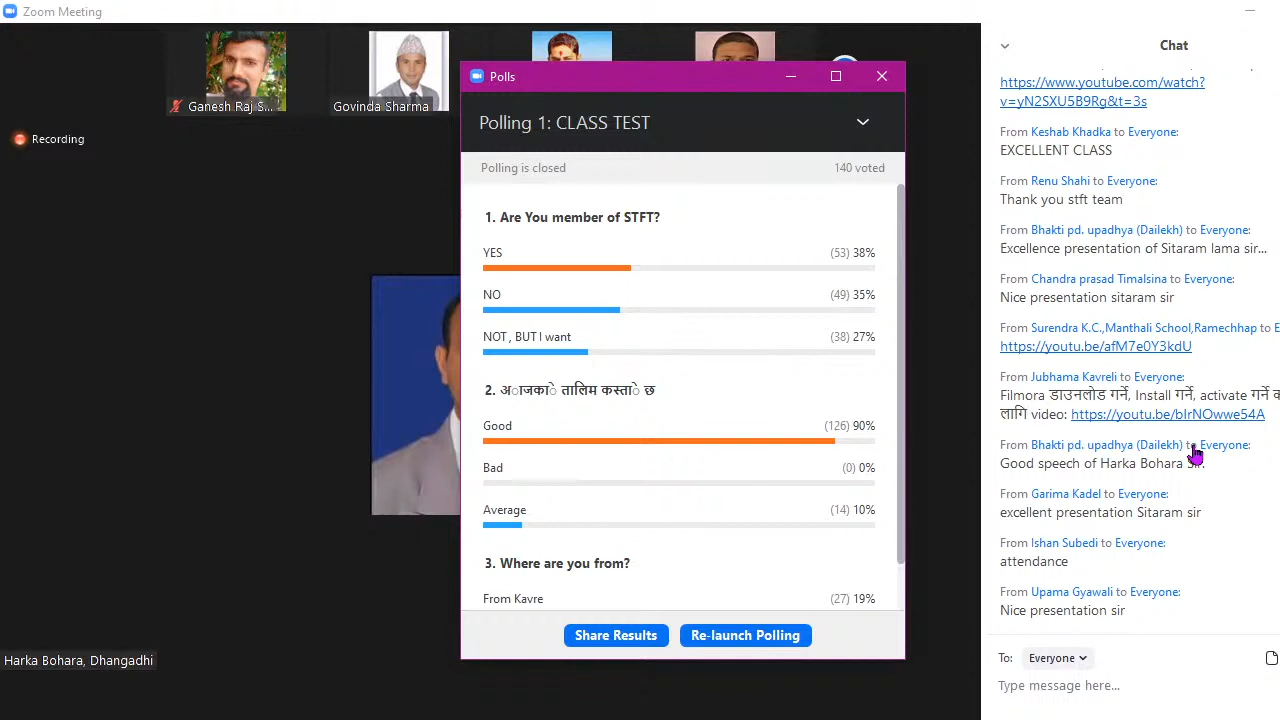 Zoom Meeting
Ganesh Raj S...
Govinda Sharma
Recording
Harka Bohara, Dhangadhi
Polls
Polling 1: CLASS TEST
Polling is closed
140 voted
1. Are You member of STFT?
YES (53) 38%
NO (49) 35%
NOT , BUT I want (38) 27%
2. अाजकाे तालिम कस्ताे छ
Good (126) 90%
Bad (0) 0%
Average (14) 10%
3. Where are you from?
From Kavre (27) 19%
Share Results
Re-launch Polling
Chat
https://www.youtube.com/watch?
v=yN2SXU5B9Rg&t=3s
From Keshab Khadka to Everyone:
EXCELLENT CLASS
From Renu Shahi to Everyone:
Thank you stft team
From Bhakti pd. upadhya (Dailekh) to Everyone:
Excellence presentation of Sitaram lama sir...
From Chandra prasad Timalsina to Everyone:
Nice presentation sitaram sir
From Surendra K.C.,Manthali School,Ramechhap to E
https://youtu.be/afM7e0Y3kdU
From Jubhama Kavreli to Everyone:
Filmora डाउनलोड गर्ने, Install गर्ने, activate गर्ने क
लागि video: https://youtu.be/bIrNOwwe54A
From Bhakti pd. upadhya (Dailekh) to Everyone:
Good speech of Harka Bohara sir.
From Garima Kadel to Everyone:
excellent presentation Sitaram sir
From Ishan Subedi to Everyone:
attendance
From Upama Gyawali to Everyone:
Nice presentation sir
To: Everyone
Type message here...